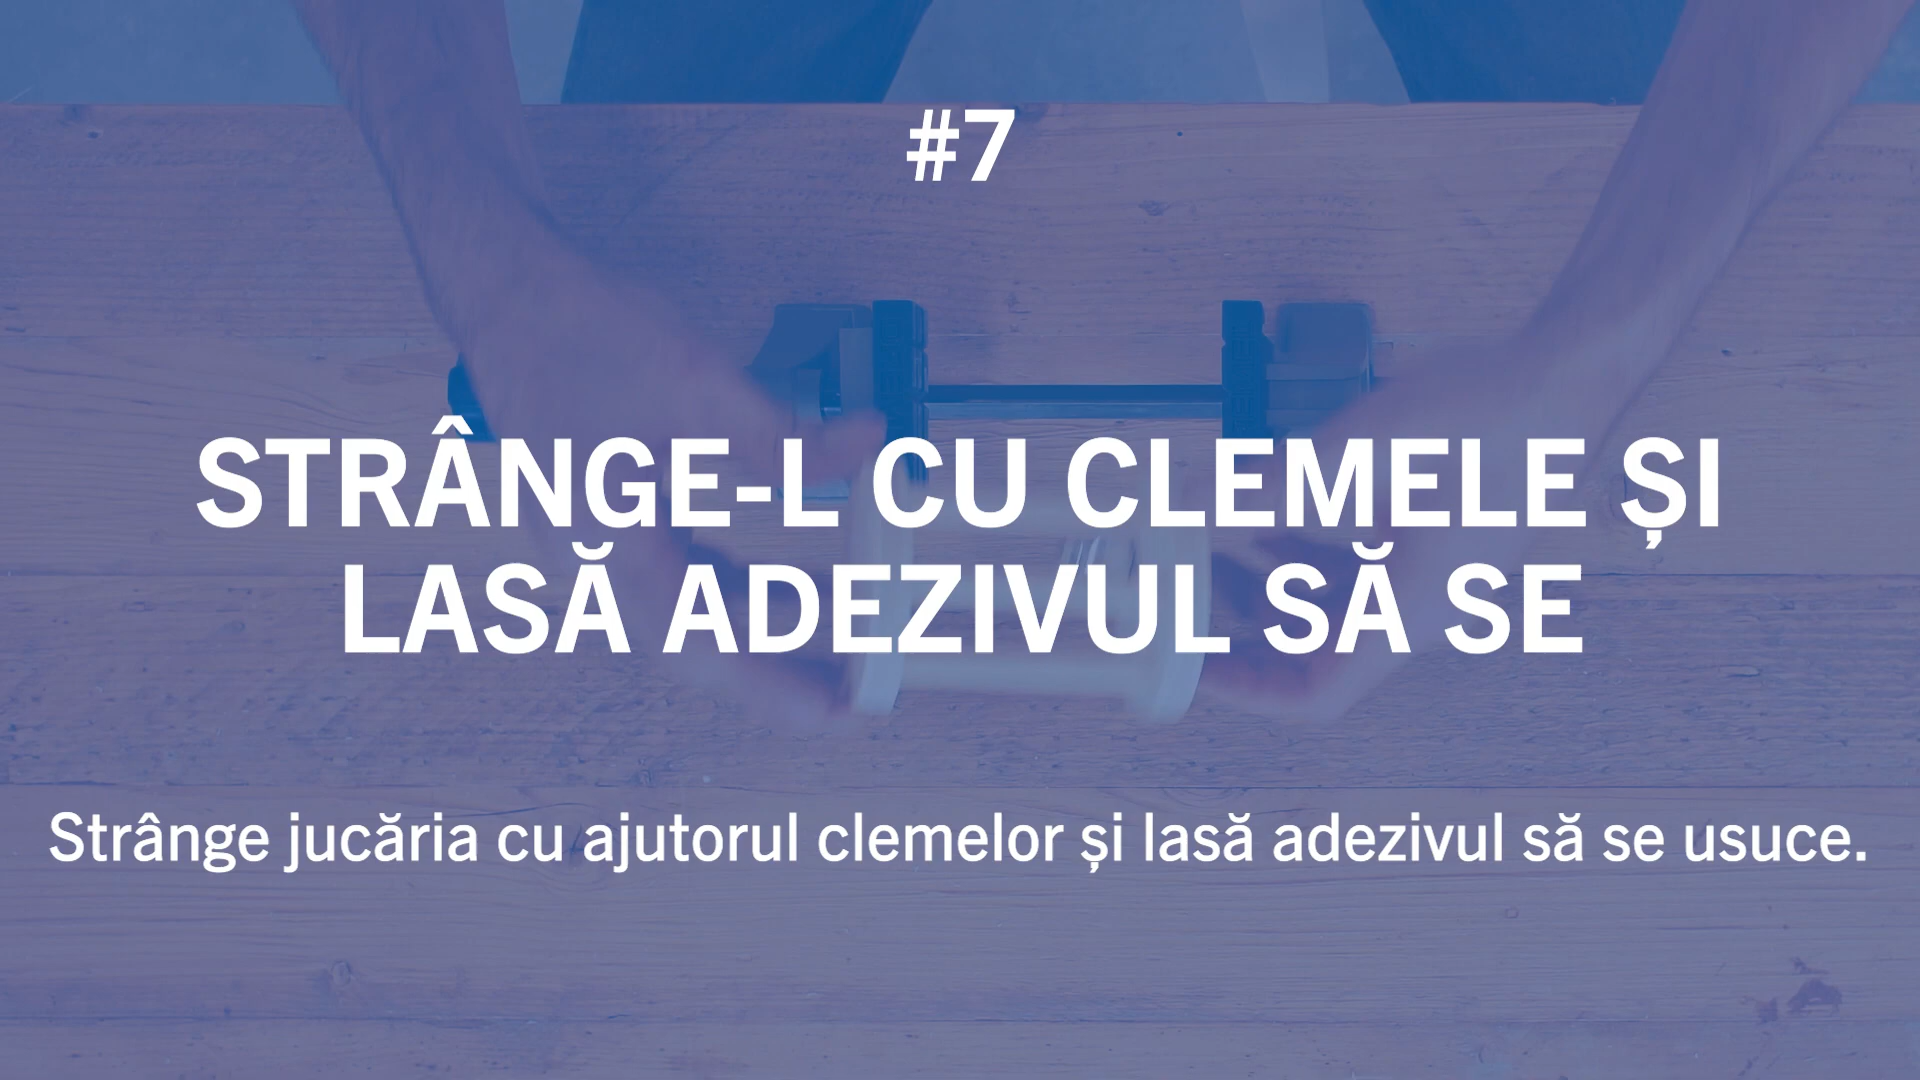 #7
STRÂNGE-L CU CLEMELE ȘI
LASĂ ADEZIVUL SĂ SE
Strânge jucăria cu ajutorul clemelor și lasă adezivul să se usuce.